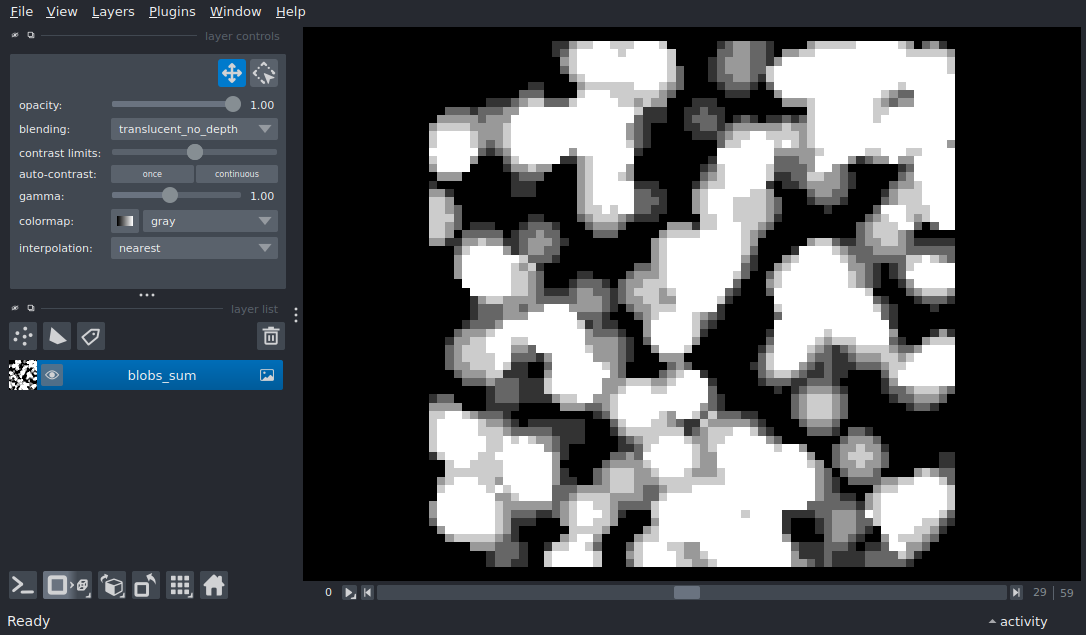 File View Layers Plugins Window Help
layer controls
opacity: 1.00
blending: translucent_no_depth
contrast limits:
auto-contrast: once continuous
gamma: 1.00
colormap: gray
interpolation: nearest
layer list
blobs_sum
0 29 59
Ready activity